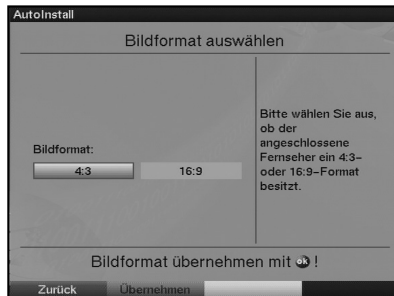 AutoInstall
Bildformat auswählen
Bildformat:
4:3 16:9
Bitte wählen Sie aus,
ob der
angeschlossene
Fernseher ein 4:3-
oder 16:9-Format
besitzt.
Bildformat übernehmen mit ok !
Zurück Übernehmen